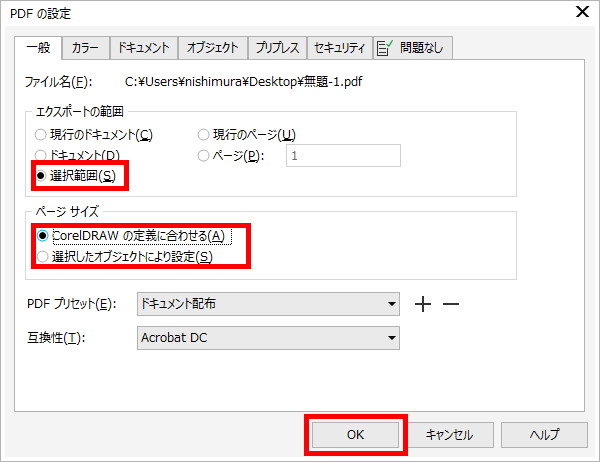 PDF の設定
一般 カラー ドキュメント オブジェクト プリプレス セキュリティ 問題なし
ファイル名(F): C:¥Users¥nishimura¥Desktop¥無題-1.pdf
エクスポートの範囲
現行のドキュメント(C) 現行のページ(U)
ドキュメント(D) ページ(P): 1
選択範囲(S)
ページ サイズ
CorelDRAW の定義に合わせる(A)
選択したオブジェクトにより設定(S)
PDF プリセット(E): ドキュメント配布
互換性(T): Acrobat DC
OK キャンセル ヘルプ